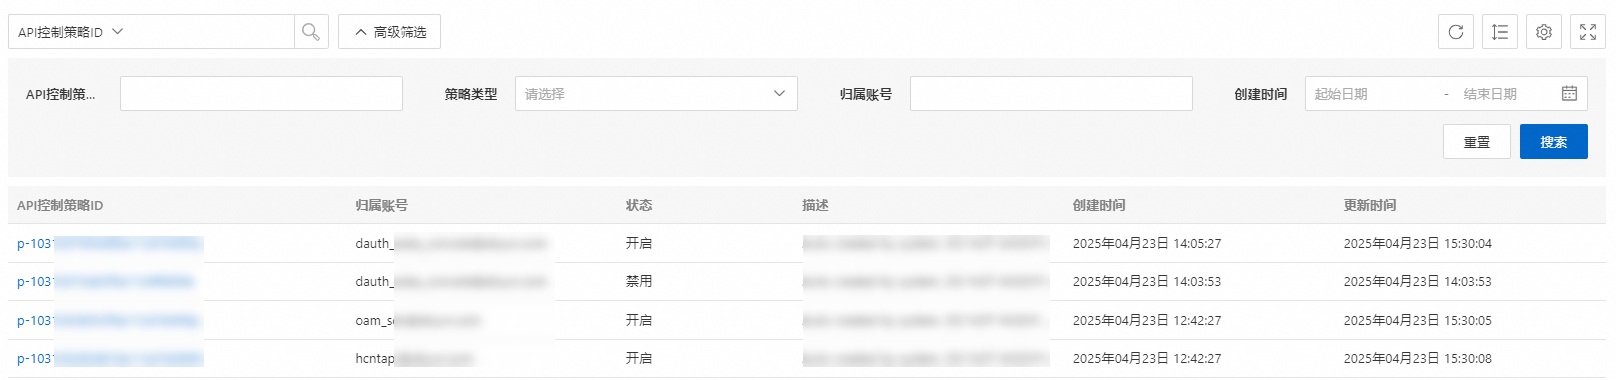 API控制策略ID 高级筛选
API控制策... 策略类型 请选择 归属账号 创建时间 起始日期 - 结束日期
重置 搜索
API控制策略ID 归属账号 状态 描述 创建时间 更新时间
p-103 dauth_ 开启 2025年04月23日 14:05:27 2025年04月23日 15:30:04
p-103 dauth_ 禁用 2025年04月23日 14:03:53 2025年04月23日 14:03:53
p-103 oam_s 开启 2025年04月23日 12:42:27 2025年04月23日 15:30:05
p-103 hcntap 开启 2025年04月23日 12:42:27 2025年04月23日 15:30:08